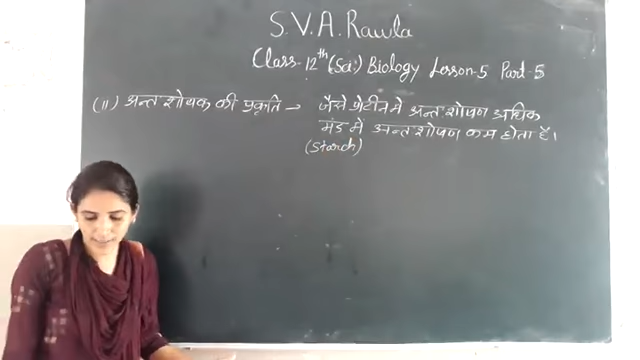 S.V.A. Rawla
Class-12th (Sci.) Biology Lesson-5 Part-5
(ii) अन्तःशोषक की प्रकृति → जैसे प्रोटीन में अन्तःशोषण अधिक
मंड में अन्तःशोषण कम होता है।
(Starch)